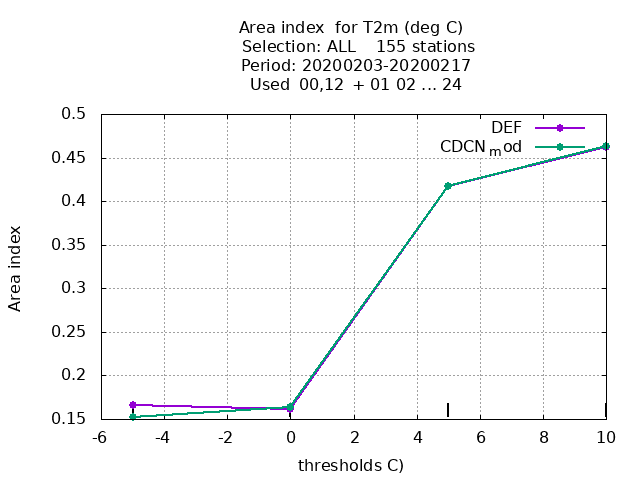 Area index  for T2m (deg C)
Selection: ALL    155 stations
Period: 20200203-20200217
Used  00,12  + 01 02 ... 24
0.5
0.45
0.4
0.35
0.3
0.25
0.2
0.15
Area index
DEF
CDCN_mod
-6 -4 -2 0 2 4 6 8 10
thresholds C)